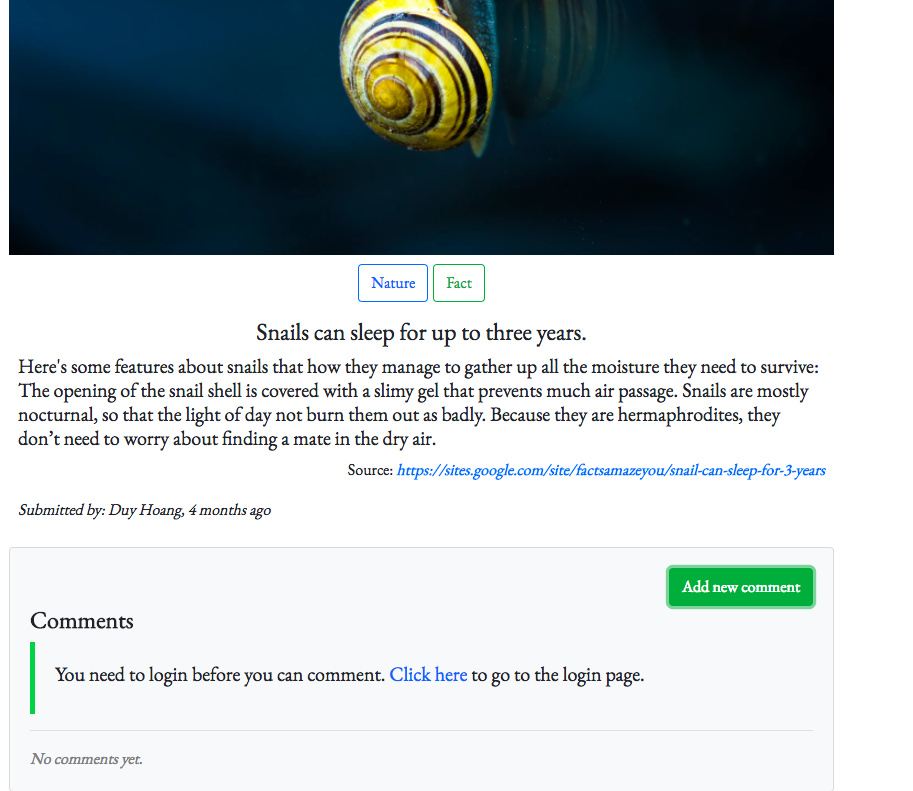 Nature Fact
Snails can sleep for up to three years.
Here's some features about snails that how they manage to gather up all the moisture they need to survive:
The opening of the snail shell is covered with a slimy gel that prevents much air passage. Snails are mostly
nocturnal, so that the light of day not burn them out as badly. Because they are hermaphrodites, they
don’t need to worry about finding a mate in the dry air.
Source: https://sites.google.com/site/factsamazeyou/snail-can-sleep-for-3-years
Submitted by: Duy Hoang, 4 months ago
Add new comment
Comments
You need to login before you can comment. Click here to go to the login page.
No comments yet.